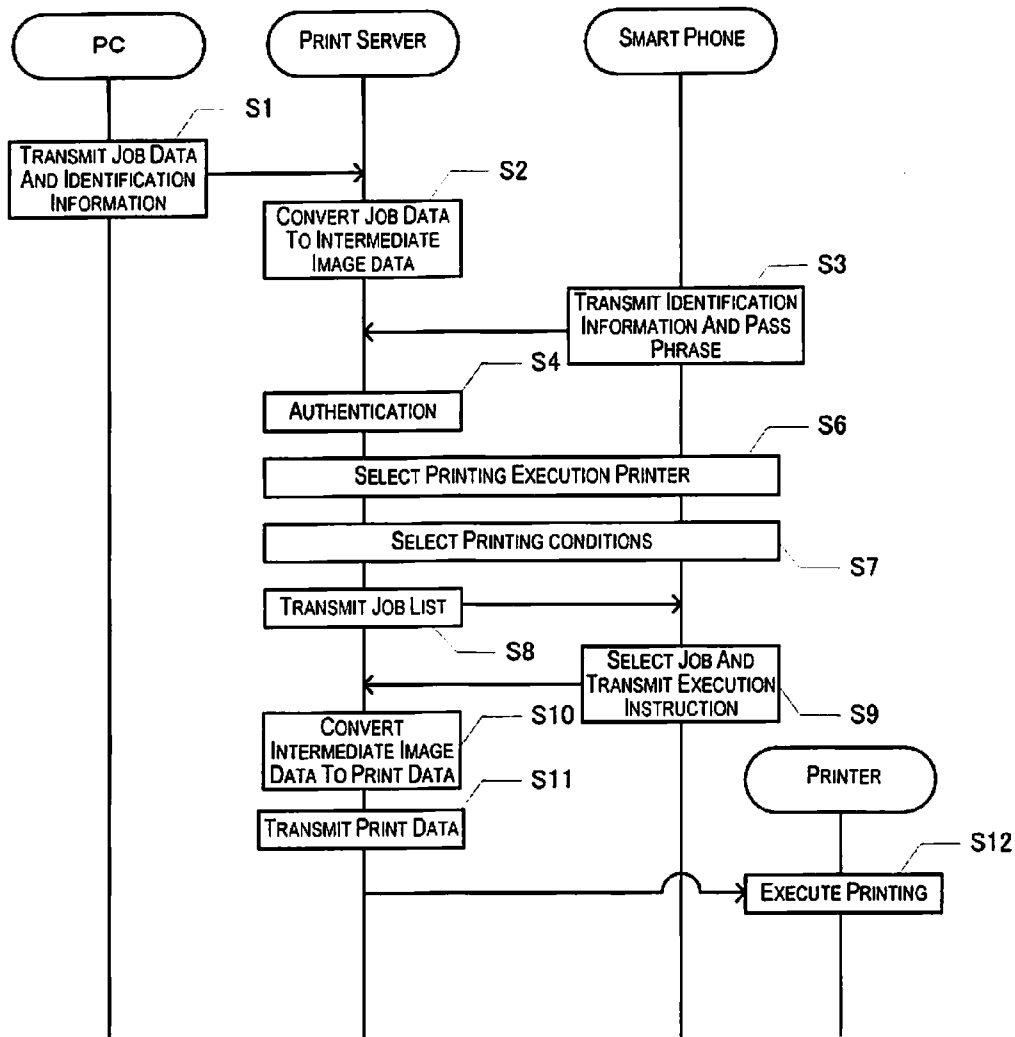 PC
PRINT SERVER
SMART PHONE
S1
TRANSMIT JOB DATA
AND IDENTIFICATION
INFORMATION
S2
CONVERT JOB DATA
TO INTERMEDIATE
IMAGE DATA
S3
TRANSMIT IDENTIFICATION
INFORMATION AND PASS
PHRASE
S4
AUTHENTICATION
S6
SELECT PRINTING EXECUTION PRINTER
SELECT PRINTING CONDITIONS
S7
TRANSMIT JOB LIST
S8
SELECT JOB AND
TRANSMIT EXECUTION
INSTRUCTION
S9
S10
CONVERT
INTERMEDIATE IMAGE
DATA TO PRINT DATA
S11
TRANSMIT PRINT DATA
PRINTER
S12
EXECUTE PRINTING